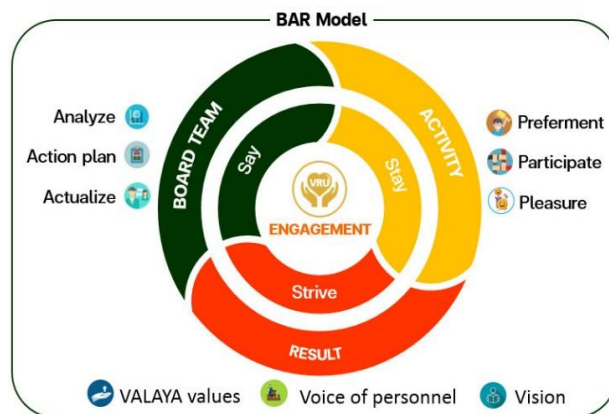 BAR Model
Analyze
Action plan
Actualize
BOARD TEAM
Say
ACTIVITY
Stay
VRU
ENGAGEMENT
Strive
RESULT
Preferment
Participate
Pleasure
VALAYA values
Voice of personnel
Vision